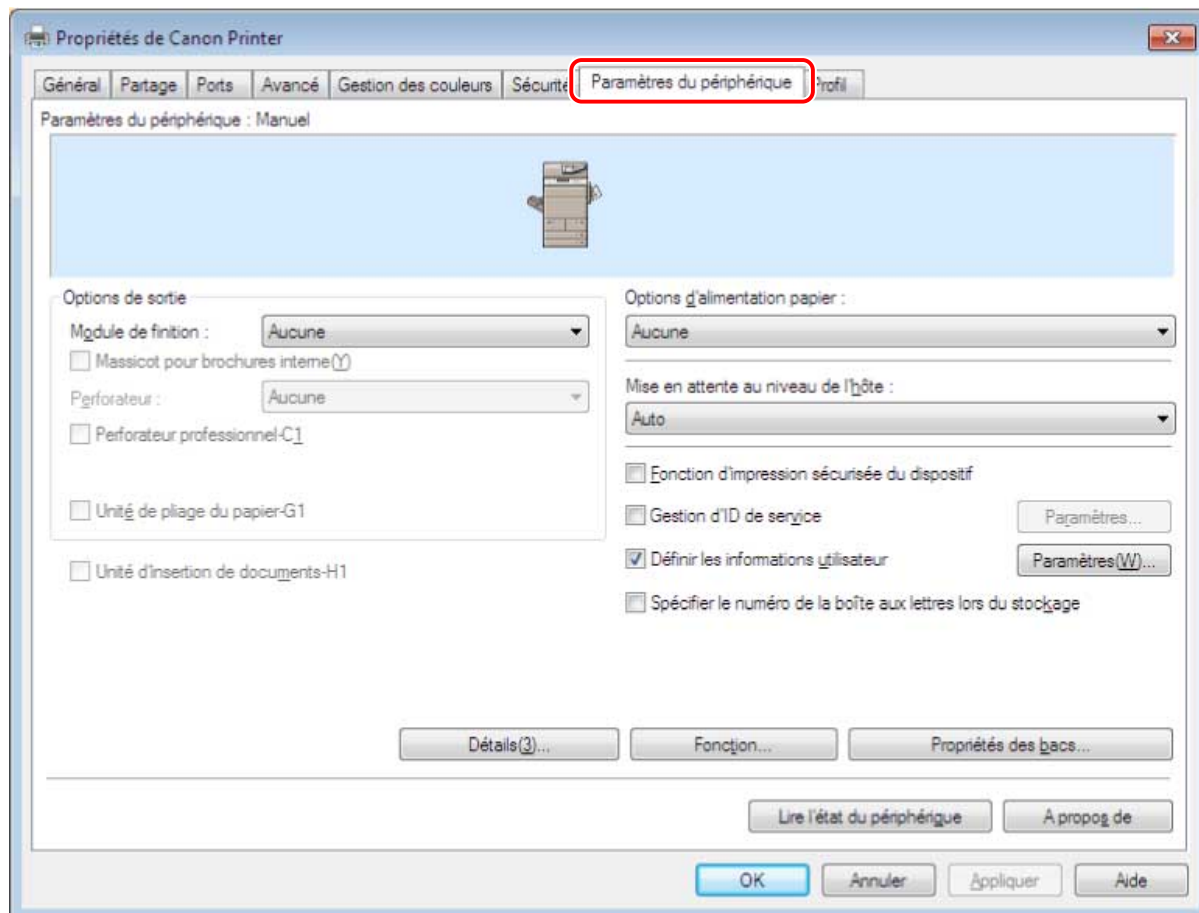 Propriétés de Canon Printer
Général Partage Ports Avancé Gestion des couleurs Sécurité Paramètres du périphérique Profil
Paramètres du périphérique : Manuel
Options de sortie
Module de finition : Aucune
Massicot pour brochures interne(Y)
Perforateur : Aucune
Perforateur professionnel-C1
Unité de pliage du papier-G1
Unité d'insertion de documents-H1
Options d'alimentation papier :
Aucune
Mise en attente au niveau de l'hôte :
Auto
Fonction d'impression sécurisée du dispositif
Gestion d'ID de service Paramètres...
Définir les informations utilisateur Paramètres(W)...
Spécifier le numéro de la boîte aux lettres lors du stockage
Détails(3)... Fonction... Propriétés des bacs...
Lire l'état du périphérique A propos de
OK Annuler Appliquer Aide